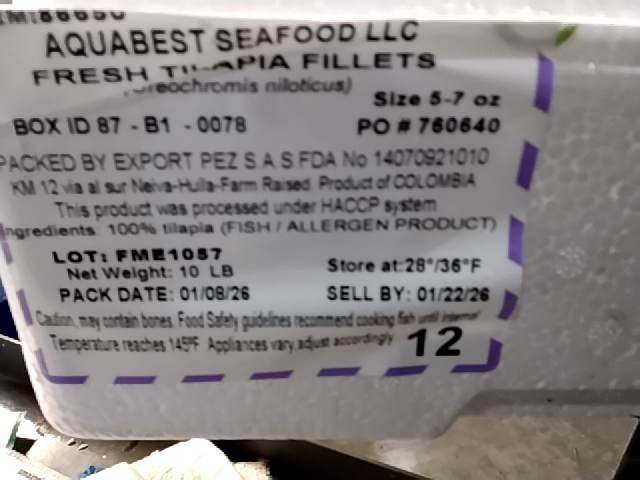 AQUABEST SEAFOOD LLC
FRESH TILAPIA FILLETS
(Oreochromis niloticus)
Size 5-7 oz
BOX ID 87 - B1 - 0078
PO # 760640
PACKED BY EXPORT PEZ S.A.S FDA No 14070921010
KM 12 via al sur Neiva-Huila-Farm Raised. Product of COLOMBIA
This product was processed under HACCP system
Ingredients: 100% tilapia (FISH / ALLERGEN PRODUCT)
LOT: FME1057
Net Weight: 10 LB
Store at:28°/36°F
PACK DATE: 01/08/26
SELL BY: 01/22/26
Caution, may contain bones. Food Safety guidelines recommend cooking fish until internal
Temperature reaches 145ºF. Appliances vary, adjust accordingly
12